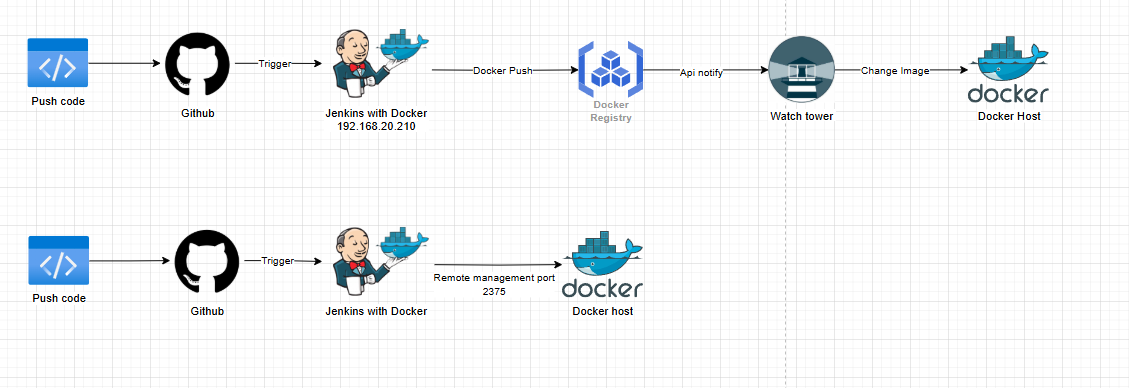 Push code
Github
Trigger
Jenkins with Docker
192.168.20.210
Docker Push
Docker
Registry
Api notify
Watch tower
Change Image
docker
Docker Host
Push code
Github
Trigger
Jenkins with Docker
Remote management port
2375
docker
Docker host